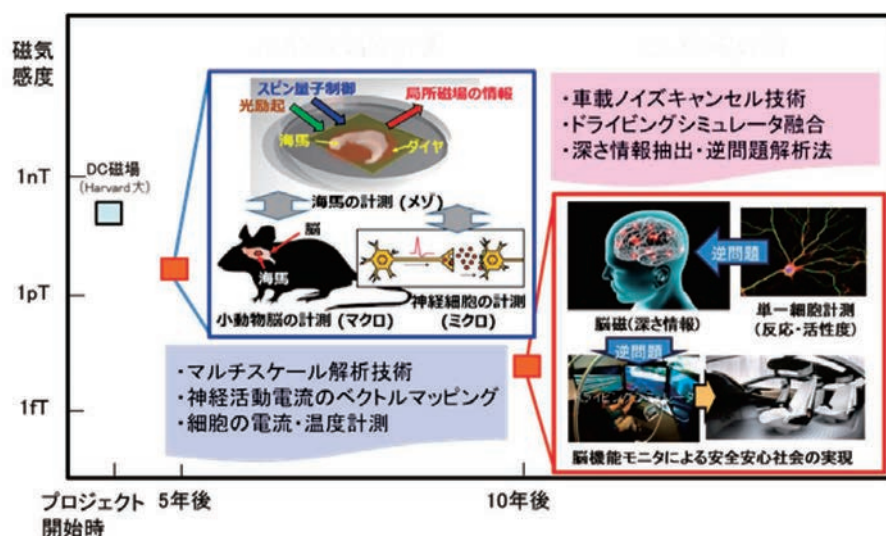 磁気
感度
1nT
1pT
1fT
DC磁場
(Harvard大)
スピン量子制御
光励起
局所磁場の情報
海馬
ダイヤ
海馬の計測(メゾ)
脳
海馬
小動物脳の計測(マクロ)
神経細胞の計測
(ミクロ)
・マルチスケール解析技術
・神経活動電流のベクトルマッピング
・細胞の電流・温度計測
・車載ノイズキャンセル技術
・ドライビングシミュレータ融合
・深さ情報抽出・逆問題解析法
逆問題
脳磁(深さ情報)
単一細胞計測
(反応・活性度)
逆問題
脳機能モニタによる安全安心社会の実現
プロジェクト
開始時
5年後
10年後